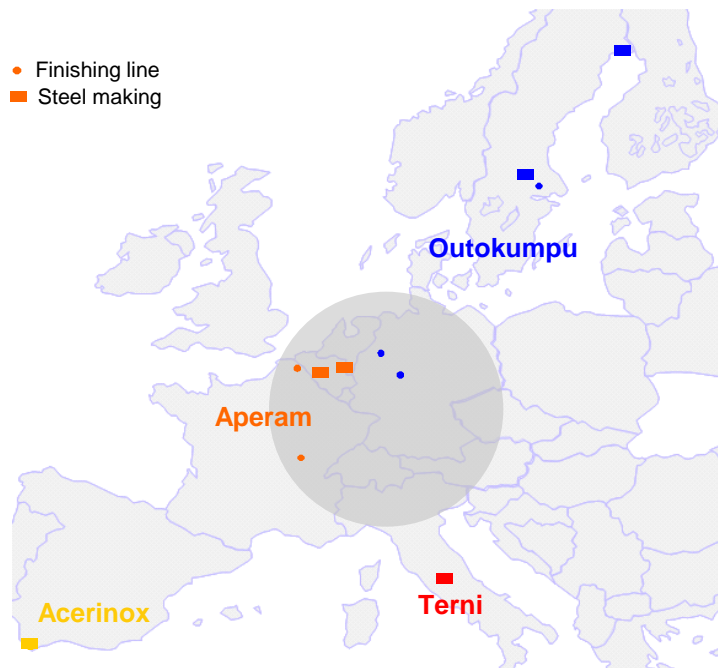 Finishing line
Steel making
Outokumpu
Aperam
Acerinox
Terni